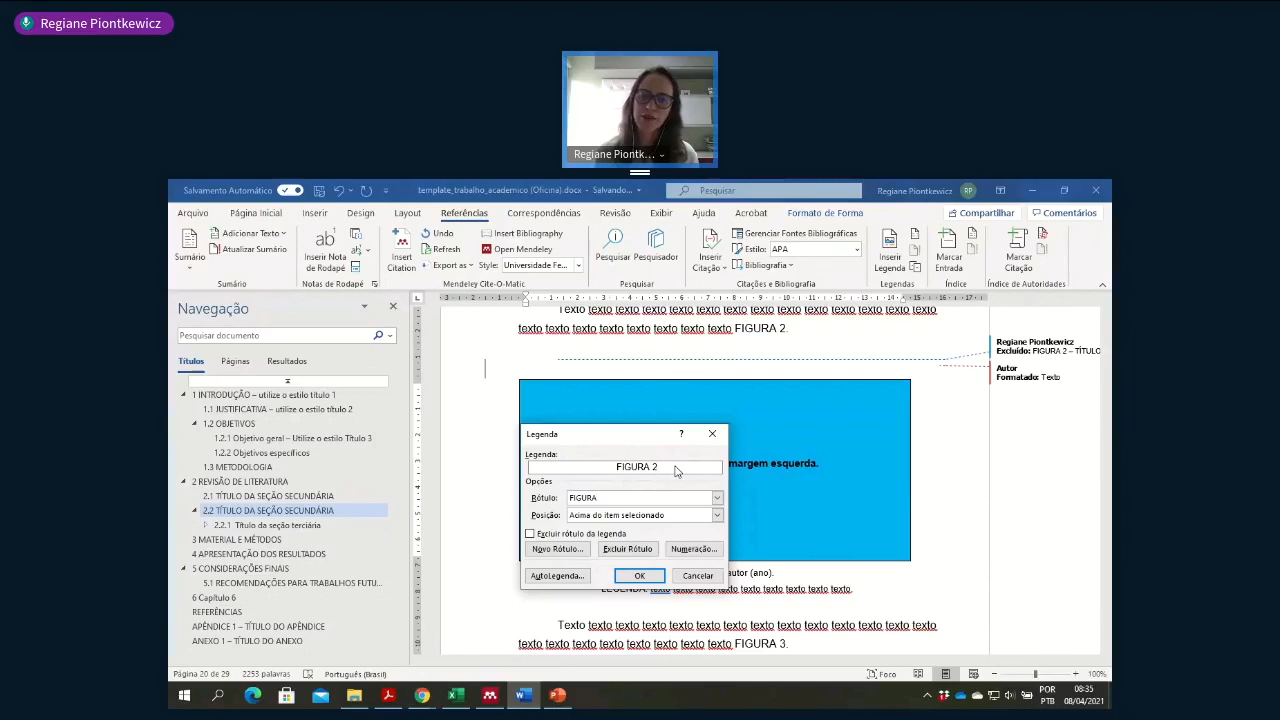 Regiane Piontkewicz
Regiane Piontk...
Salvamento Automático
template_trabalho_academico (Oficina).docx - Salvando...
Pesquisar
Regiane Piontkewicz
RP
Arquivo Página Inicial Inserir Design Layout Referências Correspondências Revisão Exibir Ajuda Acrobat Formato de Forma
Compartilhar Comentários
Sumário
Adicionar Texto
Atualizar Sumário
Sumário
ab
Inserir Nota de Rodapé
Notas de Rodapé
Insert Citation
Undo
Refresh
Export as
Insert Bibliography
Open Mendeley
Style: Universidade Fe...
Mendeley Cite-O-Matic
Pesquisar Pesquisador
Pesquisar
Inserir Citação
Gerenciar Fontes Bibliográficas
Estilo: APA
Bibliografia
Citações e Bibliografia
Inserir Legenda
Legendas
Marcar Entrada
Índice
Marcar Citação
Índice de Autoridades
Navegação
Pesquisar documento
Títulos Páginas Resultados
1 INTRODUÇÃO – utilize o estilo título 1
1.1 JUSTIFICATIVA – utilize o estilo título 2
1.2 OBJETIVOS
1.2.1 Objetivo geral – Utilize o estilo Título 3
1.2.2 Objetivos específicos
1.3 METODOLOGIA
2 REVISÃO DE LITERATURA
2.1 TÍTULO DA SEÇÃO SECUNDÁRIA
2.2 TÍTULO DA SEÇÃO SECUNDÁRIA
2.2.1 Título da seção terciária
3 MATERIAL E MÉTODOS
4 APRESENTAÇÃO DOS RESULTADOS
5 CONSIDERAÇÕES FINAIS
5.1 RECOMENDAÇÕES PARA TRABALHOS FUTU...
6 Capítulo 6
REFERÊNCIAS
APÊNDICE 1 – TÍTULO DO APÊNDICE
ANEXO 1 – TÍTULO DO ANEXO
Texto texto texto texto texto texto texto texto texto texto texto texto
texto texto texto texto texto texto texto texto FIGURA 2.
Regiane Piontkewicz
Excluído: FIGURA 2 – TÍTULO
Autor
Formatado: Texto
margem esquerda.
Legenda ?
Legenda:
FIGURA 2
Opções
Rótulo: FIGURA
Posição: Acima do item selecionado
Excluir rótulo da legenda
Novo Rótulo... Excluir Rótulo Numeração...
AutoLegenda... OK Cancelar
autor (ano).
LEGENDA: texto texto texto texto texto texto texto texto texto.
Texto texto texto texto texto texto texto texto texto texto texto texto
texto texto texto texto texto texto texto texto FIGURA 3.
Página 20 de 29 2253 palavras Português (Brasil) Foco 100%
POR
PTB
08:35
08/04/2021